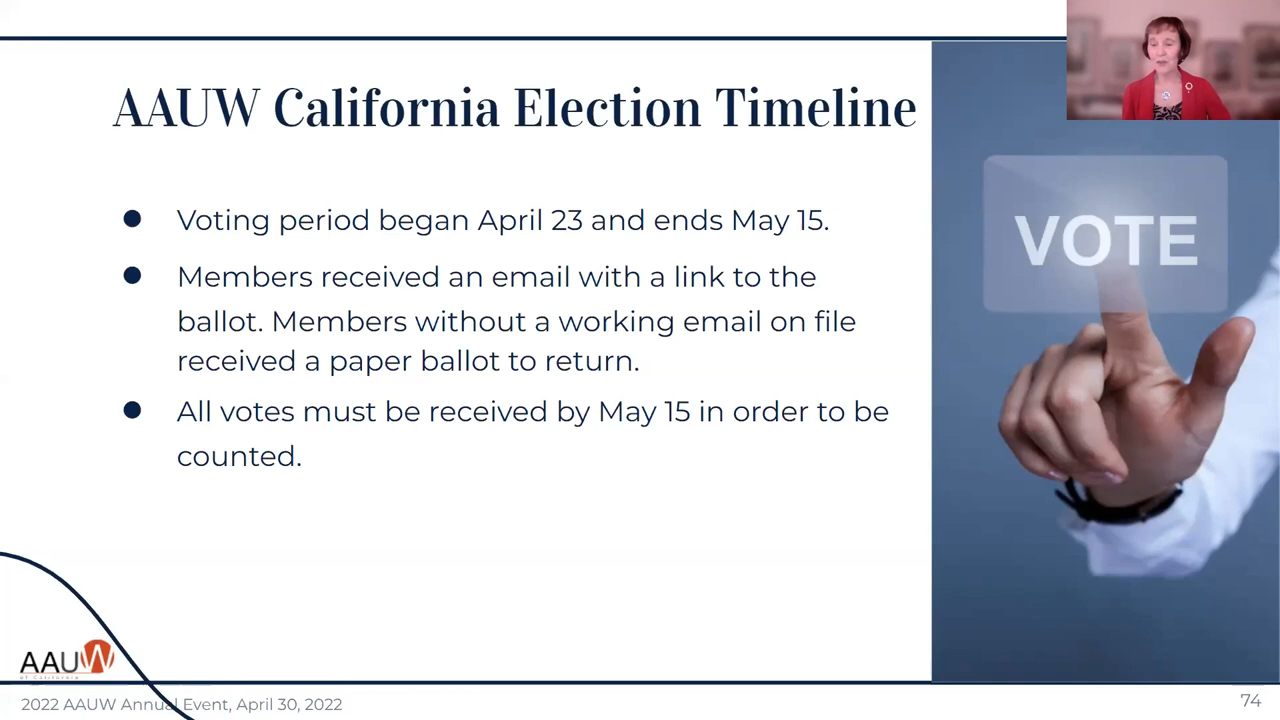 AAUW California Election Timeline
VOTE
● Voting period began April 23 and ends May 15.
● Members received an email with a link to the
ballot. Members without a working email on file
received a paper ballot to return.
● All votes must be received by May 15 in order to be
counted.
AAUW
of California
2022 AAUW Annual Event, April 30, 2022
74